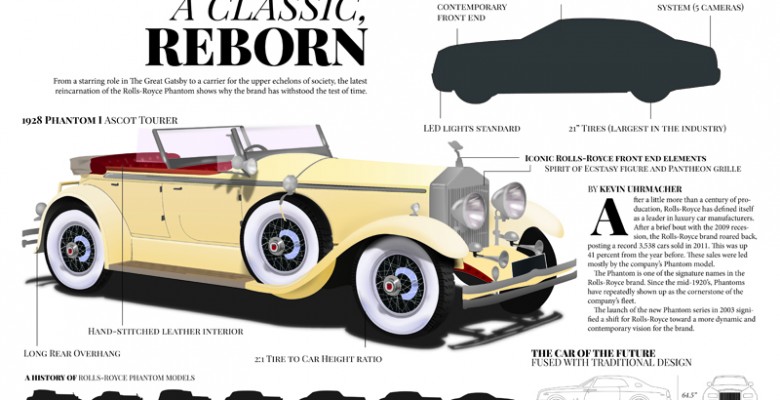 A CLASSIC,
REBORN
From a starring role in The Great Gatsby to a carrier for the upper echelons of society, the latest
reincarnation of the Rolls-Royce Phantom shows why the brand has withstood the test of time.
CONTEMPORARY
FRONT END
SYSTEM (5 CAMERAS)
LED LIGHTS STANDARD
21" TIRES (LARGEST IN THE INDUSTRY)
1928 PHANTOM I ASCOT TOURER
ICONIC ROLLS-ROYCE FRONT END ELEMENTS
SPIRIT OF ECSTASY FIGURE AND PANTHEON GRILLE
HAND-STITCHED LEATHER INTERIOR
LONG REAR OVERHANG
2:1 TIRE TO CAR HEIGHT RATIO
BY KEVIN UHRMACHER
After a little more than a century of pro-
ducation, Rolls-Royce has defined itself
as a leader in luxury car manufacturers.
After a brief bout with the 2009 reces-
sion, the Rolls-Royce brand roared back,
posting a record 3,538 cars sold in 2011. This was up
41 percent from the year before. These sales were led
mostly by the company's Phantom model.
The Phantom is one of the signature names in the
Rolls-Royce brand. Since the mid-1920's, Phantoms
have repeatedly shown up as the cornerstone of the
company's fleet.
The launch of the new Phantom series in 2003 signi-
fied a shift for Rolls-Royce toward a more dynamic and
contemporary vision for the brand.
THE CAR OF THE FUTURE
FUSED WITH TRADITIONAL DESIGN
64.5"
A HISTORY OF ROLLS-ROYCE PHANTOM MODELS